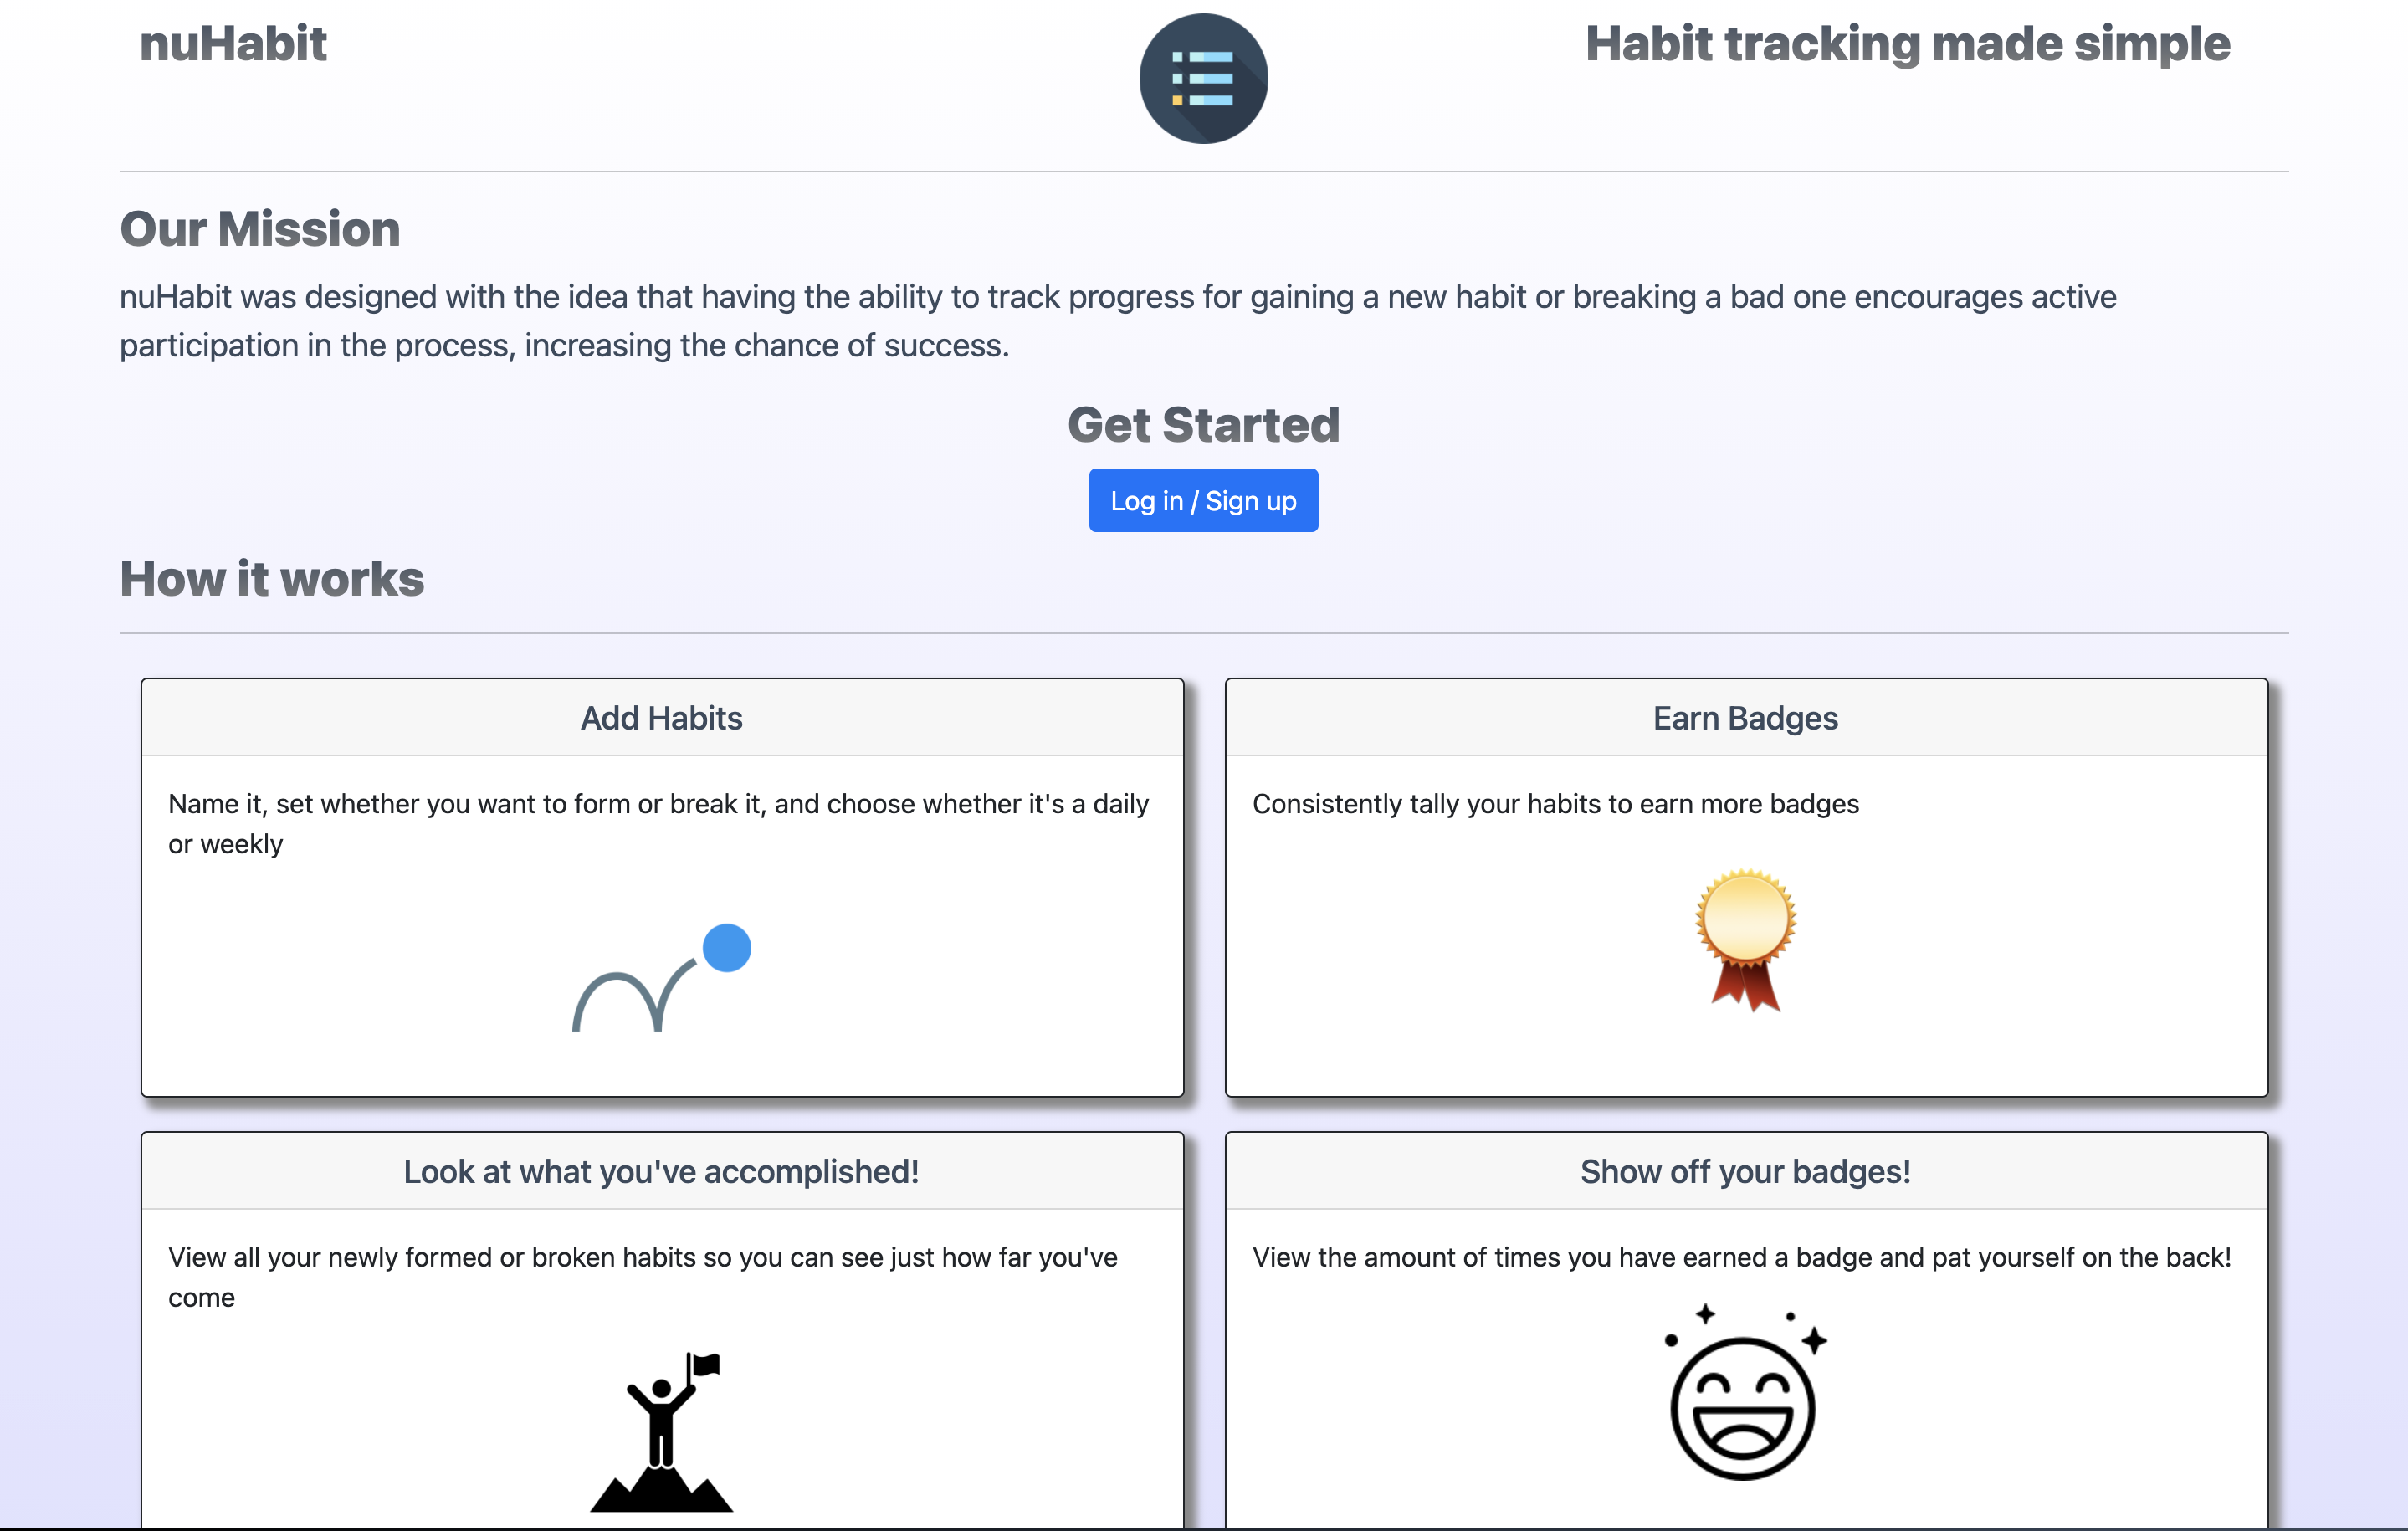 nuHabit
Habit tracking made simple
Our Mission
nuHabit was designed with the idea that having the ability to track progress for gaining a new habit or breaking a bad one encourages active
participation in the process, increasing the chance of success.
Get Started
Log in / Sign up
How it works
Add Habits
Name it, set whether you want to form or break it, and choose whether it's a daily
or weekly
Earn Badges
Consistently tally your habits to earn more badges
Look at what you've accomplished!
View all your newly formed or broken habits so you can see just how far you've
come
Show off your badges!
View the amount of times you have earned a badge and pat yourself on the back!